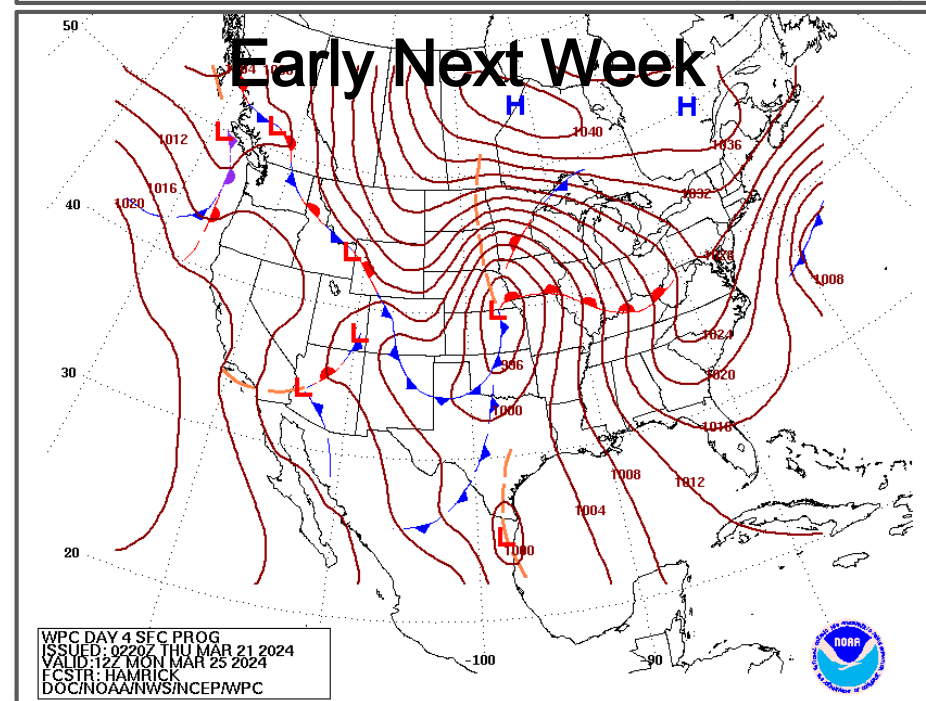 Early Next Week
50
1012
1016
1020
40
30
20
H
H
1040
1036
1032
1028
1024
1020
1016
1012
1008
1004
1008
1000
1000
L
L
L
L
L
L
L
-100
-90
WPC DAY 4 SFC PROG
ISSUED: 0220Z THU MAR 21 2024
VALID:12Z MON MAR 25 2024
FCSTR: HAMRICK
DOC/NOAA/NWS/NCEP/WPC
NOAA